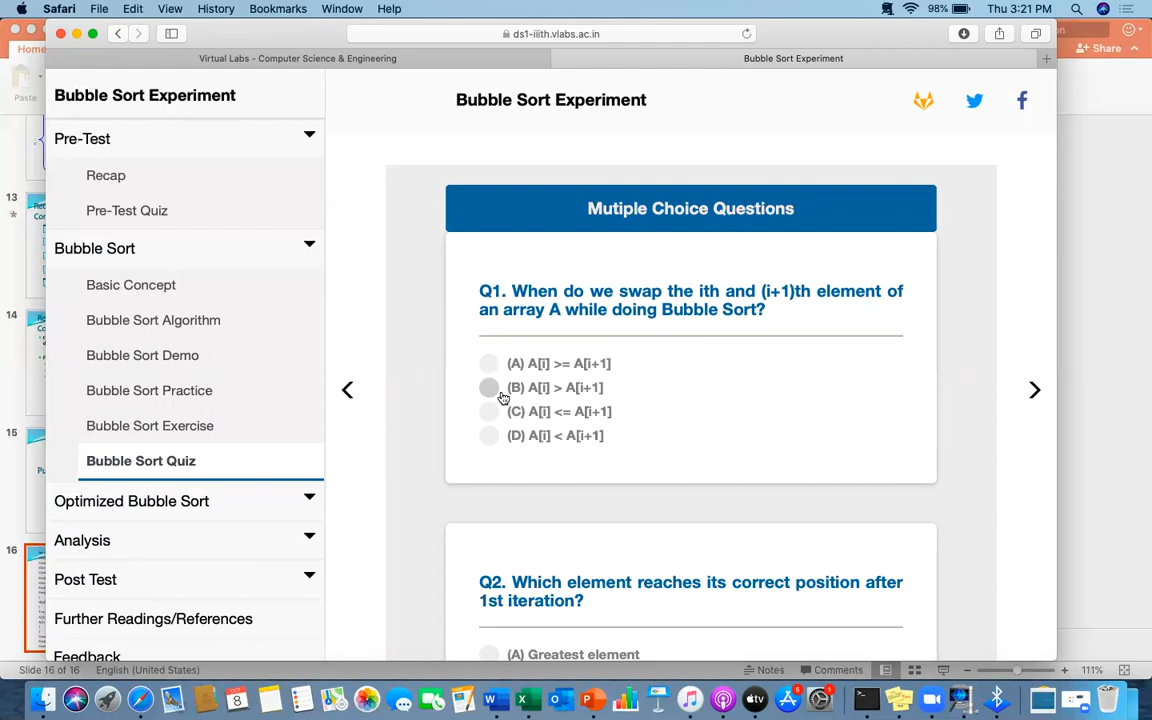 Safari File Edit View History Bookmarks Window Help 98% Thu 3:21 PM
ds1-iiith.vlabs.ac.in
Home
Share
Virtual Labs - Computer Science & Engineering
Bubble Sort Experiment
Paste
Bubble Sort Experiment
Bubble Sort Experiment
Pre-Test
Recap
Pre-Test Quiz
Bubble Sort
Basic Concept
Bubble Sort Algorithm
Bubble Sort Demo
Bubble Sort Practice
Bubble Sort Exercise
Bubble Sort Quiz
Optimized Bubble Sort
Analysis
Post Test
Further Readings/References
Feedback
Mutiple Choice Questions
Q1. When do we swap the ith and (i+1)th element of
an array A while doing Bubble Sort?
(A) A[i] >= A[i+1]
(B) A[i] > A[i+1]
(C) A[i] <= A[i+1]
(D) A[i] < A[i+1]
Q2. Which element reaches its correct position after
1st iteration?
(A) Greatest element
13
14
15
16
Slide 16 of 16 English (United States) Notes Comments 111%